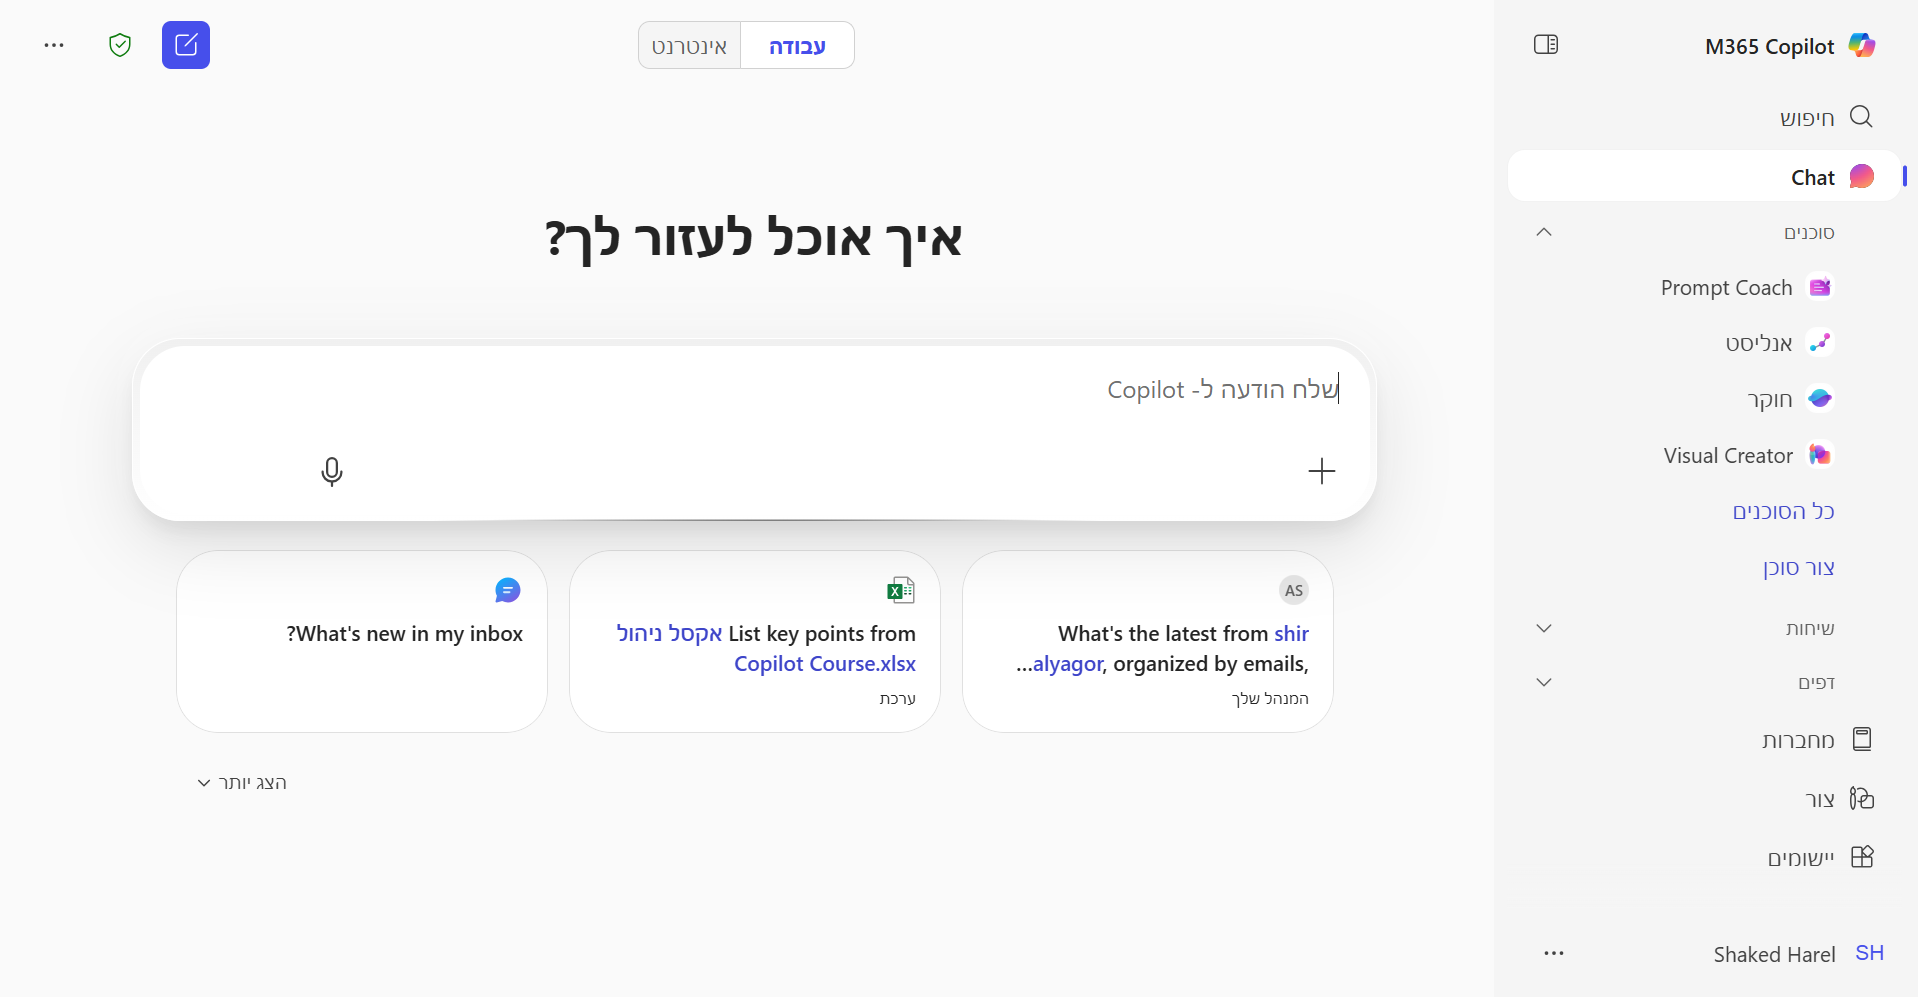 M365 Copilot
חיפוש
Chat
סוכנים
Prompt Coach
אנליסט
חוקר
Visual Creator
כל הסוכנים
צור סוכן
שיחות
דפים
מחברות
צור
יישומים
SH Shaked Harel
עבודה
אינטרנט
איך אוכל לעזור לך?
שלח הודעה ל- Copilot
AS
What's the latest from shir
alyagor, organized by emails,...
המנהל שלך
List key points from אקסל ניהול
Copilot Course.xlsx
ערכת
What's new in my inbox?
הצג יותר